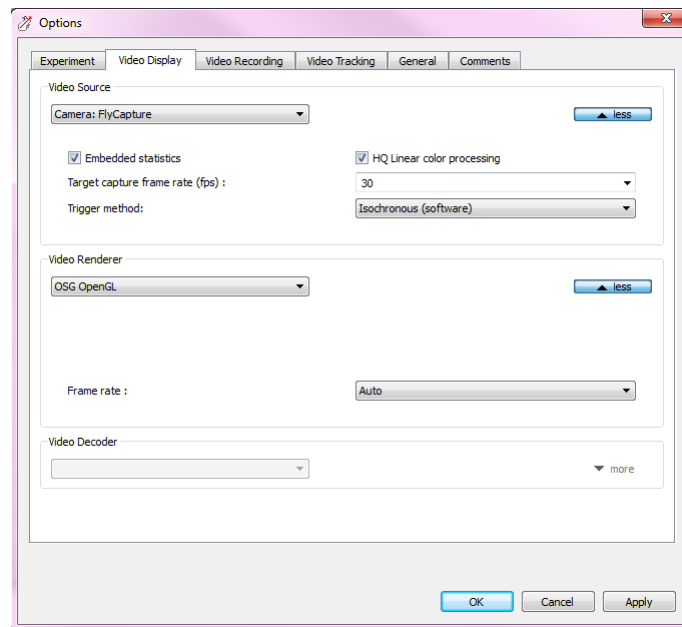 Options
Experiment Video Display Video Recording Video Tracking General Comments
Video Source
Camera: FlyCapture less
Embedded statistics HQ Linear color processing
Target capture frame rate (fps) : 30
Trigger method: Isochronous (software)
Video Renderer
OSG OpenGL less
Frame rate : Auto
Video Decoder
more
OK Cancel Apply